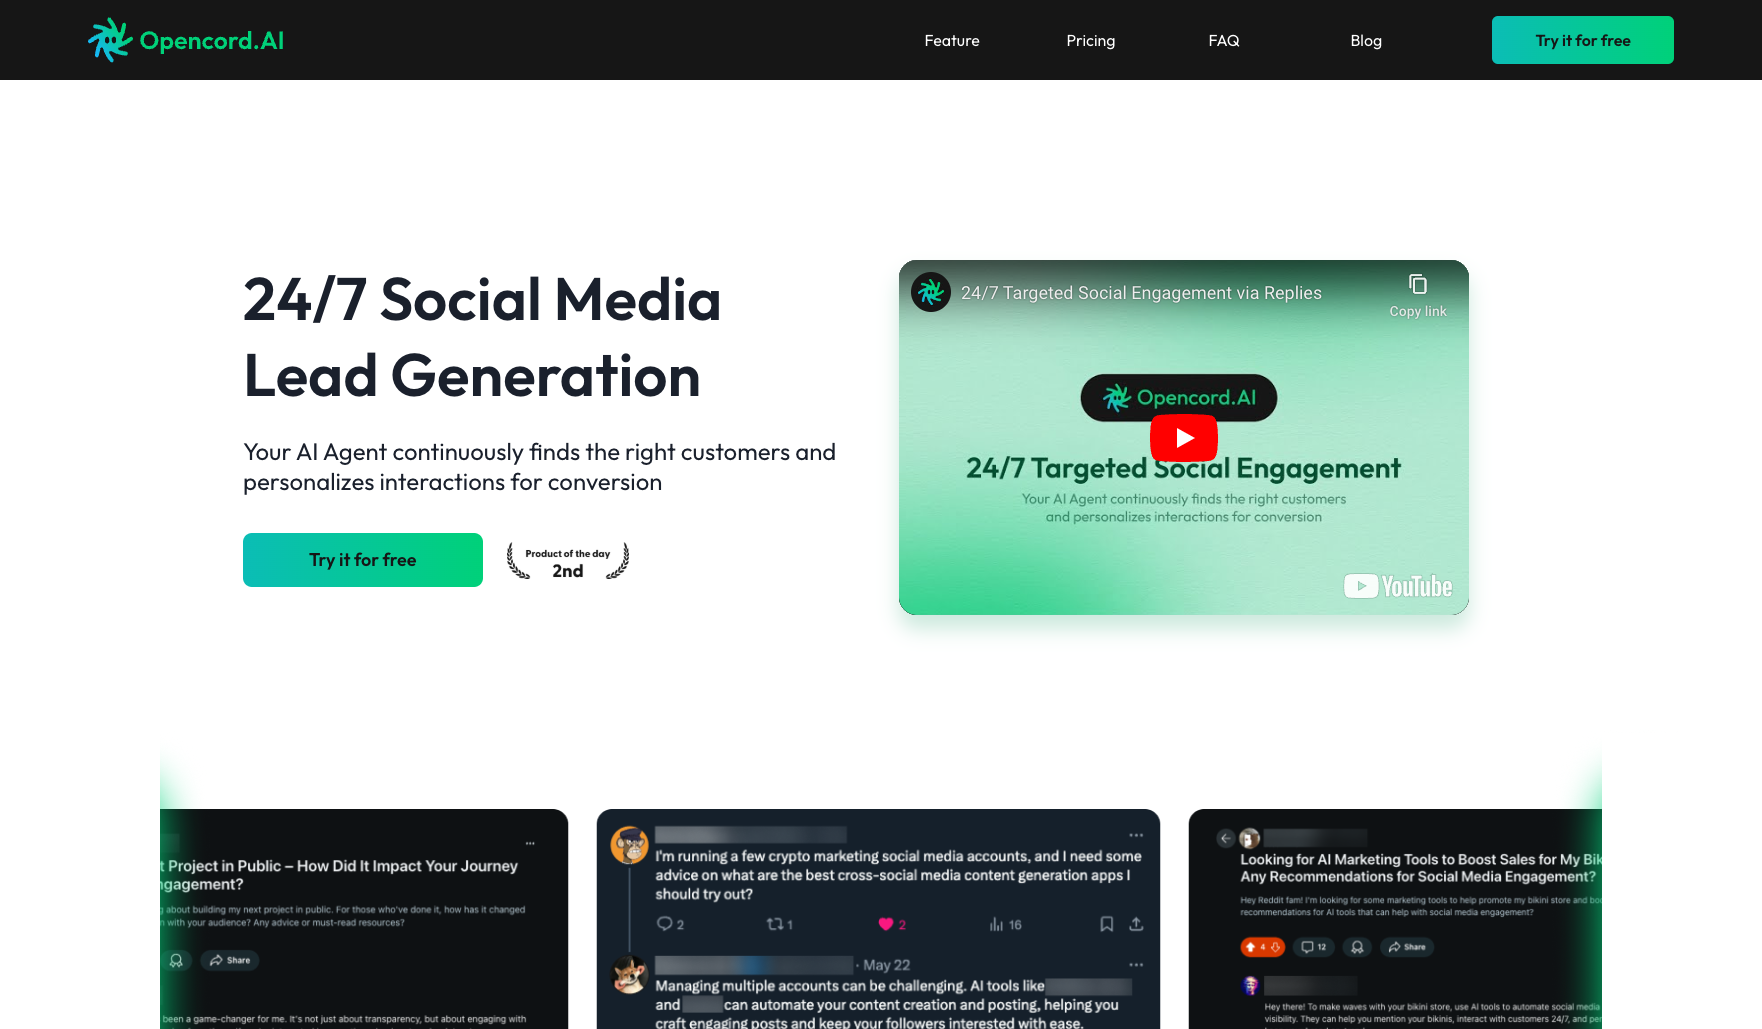 Opencord.AI
Feature
Pricing
FAQ
Blog
Try it for free
24/7 Social Media
Lead Generation
Your AI Agent continuously finds the right customers and
personalizes interactions for conversion
Try it for free
Product of the day
2nd
24/7 Targeted Social Engagement via Replies
Copy link
Opencord.AI
24/7 Targeted Social Engagement
Your AI Agent continuously finds the right customers
and personalizes interactions for conversion
YouTube
t Project in Public – How Did It Impact Your Journey
ngagement?
g about building my next project in public. For those who've done it, how has it changed
n with your audience? Any advice or must-read resources?
Share
been a game-changer for me. It's not just about transparency, but about engaging with
I'm running a few crypto marketing social media accounts, and I need some
advice on what are the best cross-social media content generation apps I
should try out?
2
1
2
16
· May 22
Managing multiple accounts can be challenging. AI tools like
and can automate your content creation and posting, helping you
craft engaging posts and keep your followers interested with ease.
Looking for AI Marketing Tools to Boost Sales for My Bik
Any Recommendations for Social Media Engagement?
Hey Reddit fam! I'm looking for some marketing tools to help promote my bikini store and bo
recommendations for AI tools that can help with social media engagement?
4
12
Share
Hey there! To make waves with your bikini store, use AI tools to automate social media
visibility. They can help you mention your bikinis, interact with customers 24/7, and per